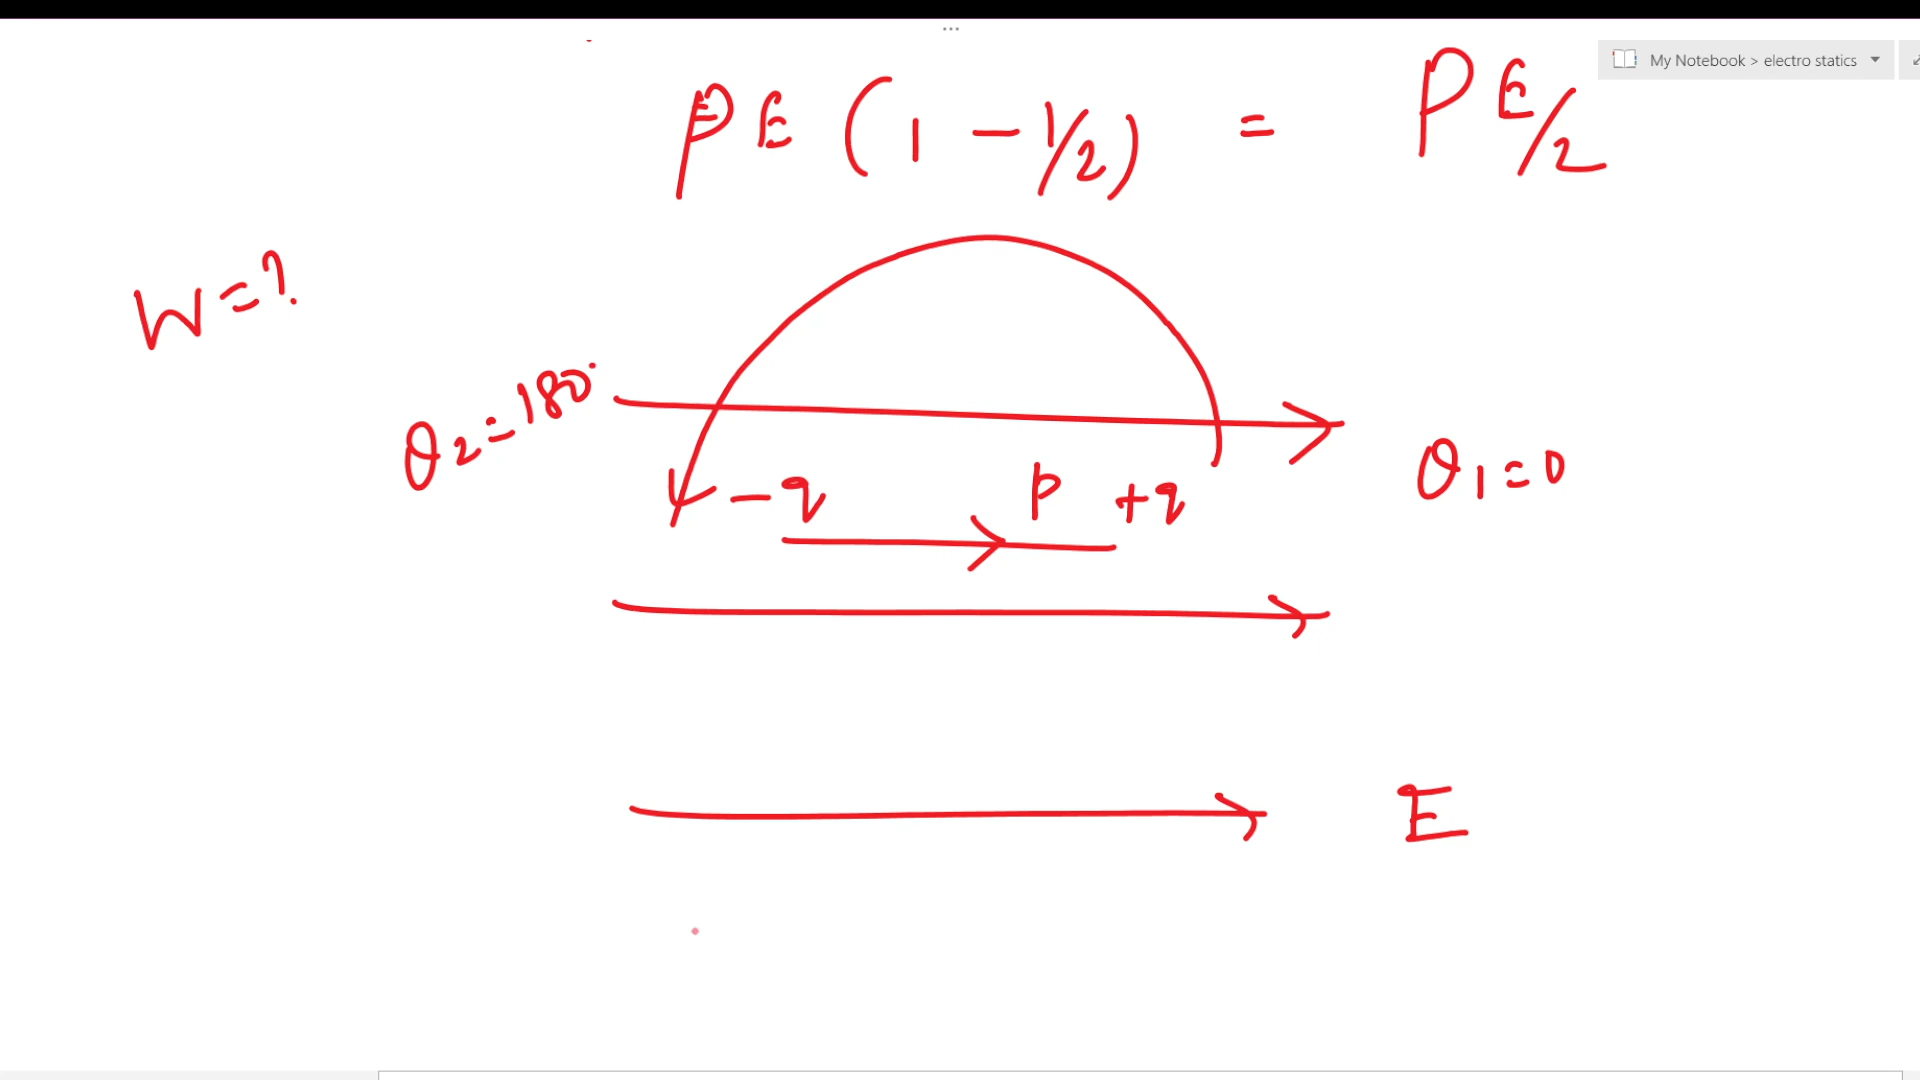 ...
My Notebook > electro statics
PE (1 - 1/2) = PE/2
W = ?
θ2 = 180°
θ1 = 0
-q P +q
E